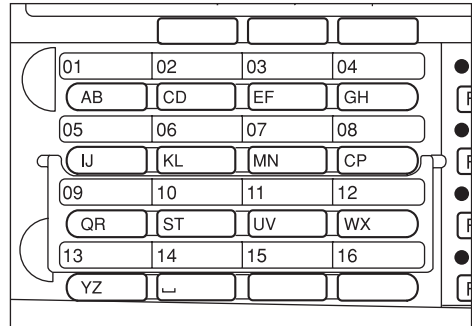 01 02 03 04
AB CD EF GH
05 06 07 08
IJ KL MN CP
09 10 11 12
QR ST UV WX
13 14 15 16
YZ ⎵